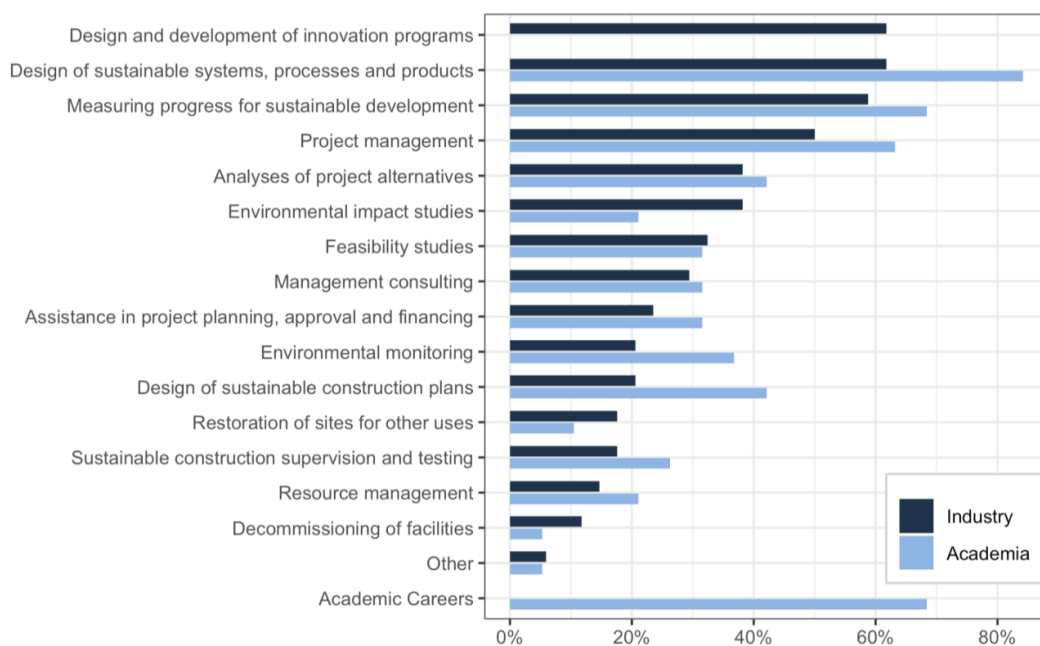 Design and development of innovation programs
Design of sustainable systems, processes and products
Measuring progress for sustainable development
Project management
Analyses of project alternatives
Environmental impact studies
Feasibility studies
Management consulting
Assistance in project planning, approval and financing
Environmental monitoring
Design of sustainable construction plans
Restoration of sites for other uses
Sustainable construction supervision and testing
Resource management
Decommissioning of facilities
Other
Academic Careers
Industry
Academia
0% 20% 40% 60% 80%